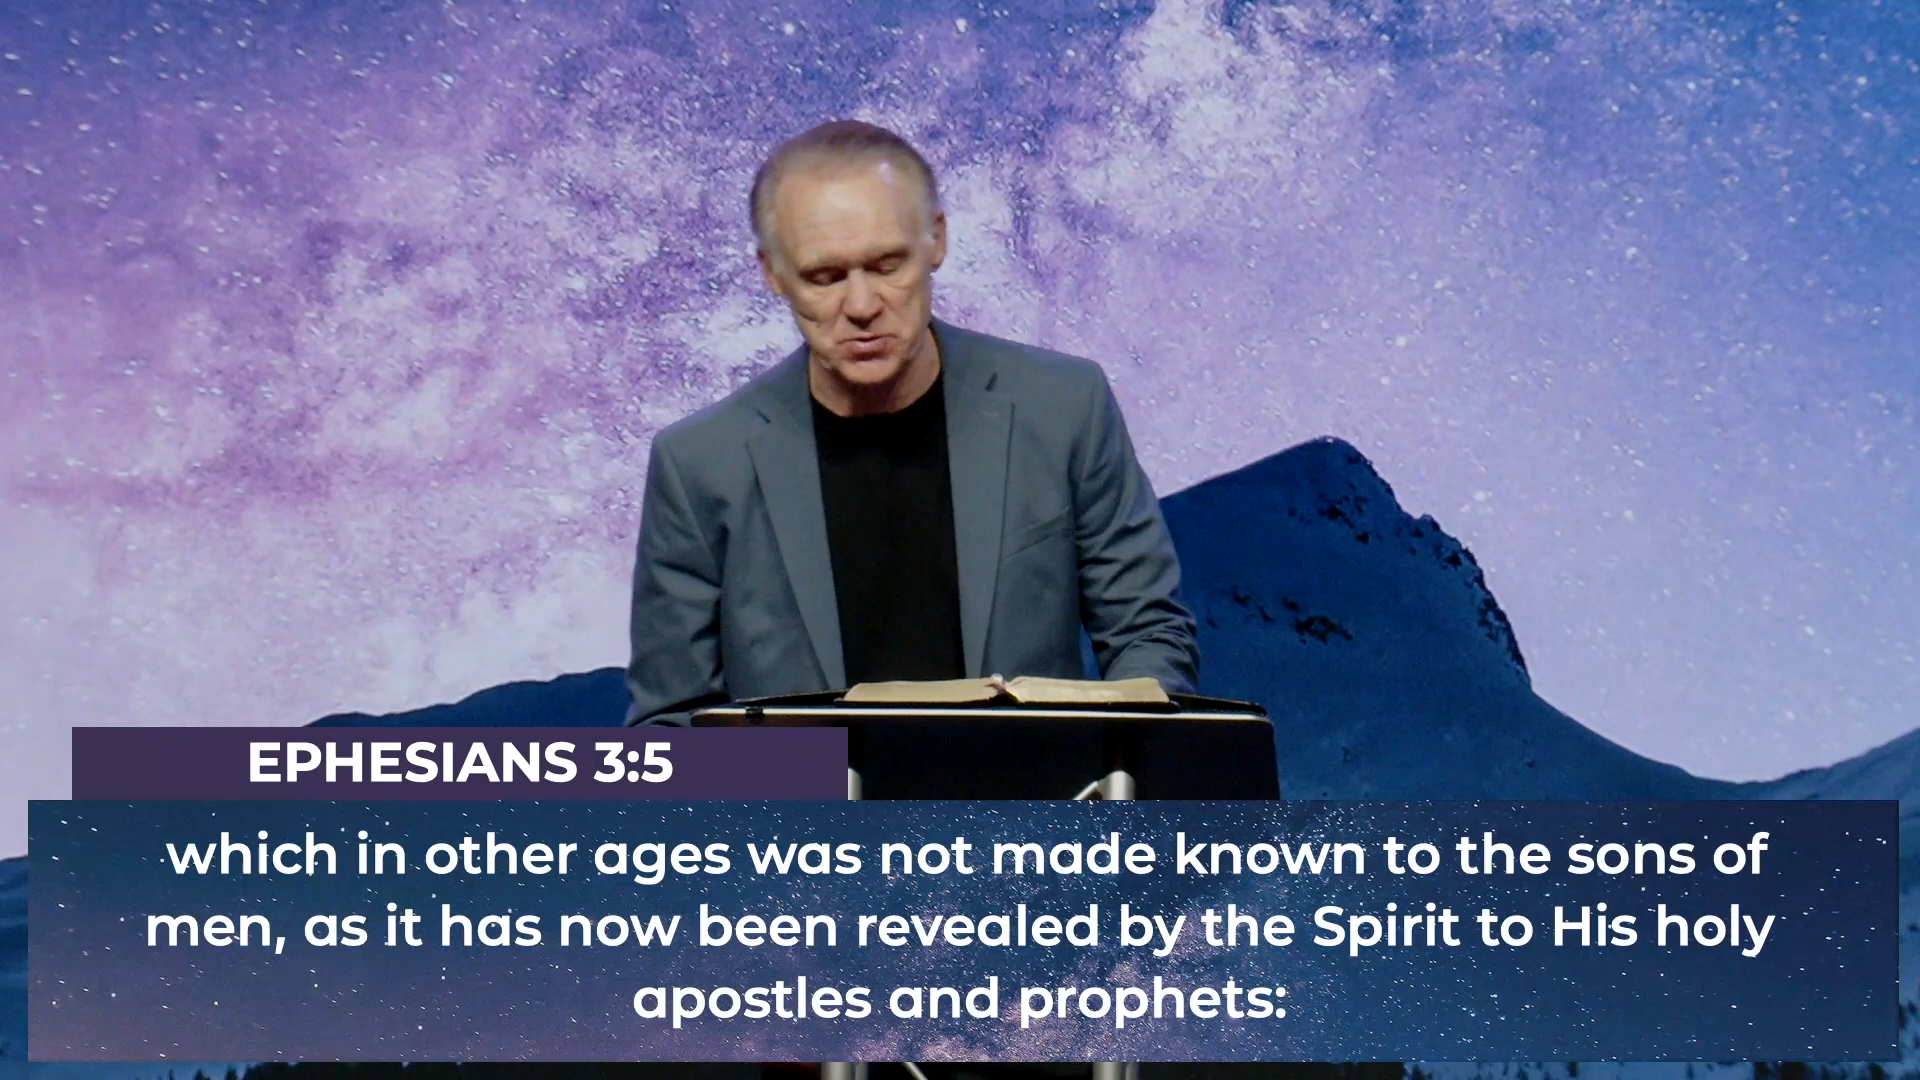 EPHESIANS 3:5
which in other ages was not made known to the sons of
men, as it has now been revealed by the Spirit to His holy
apostles and prophets: